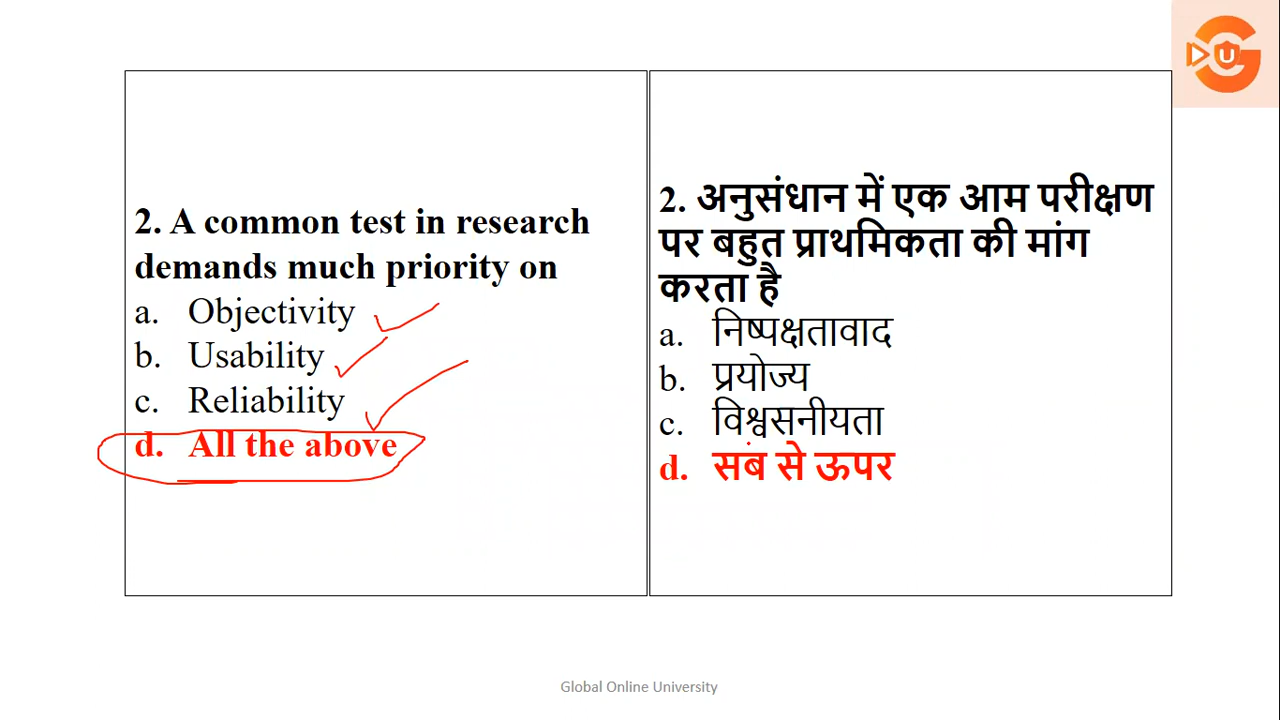 2. A common test in research
demands much priority on
a. Objectivity
b. Usability
c. Reliability
d. All the above
2. अनुसंधान में एक आम परीक्षण
पर बहुत प्राथमिकता की मांग
करता है
a. निष्पक्षतावाद
b. प्रयोज्य
c. विश्वसनीयता
d. सब से ऊपर
U
Global Online University